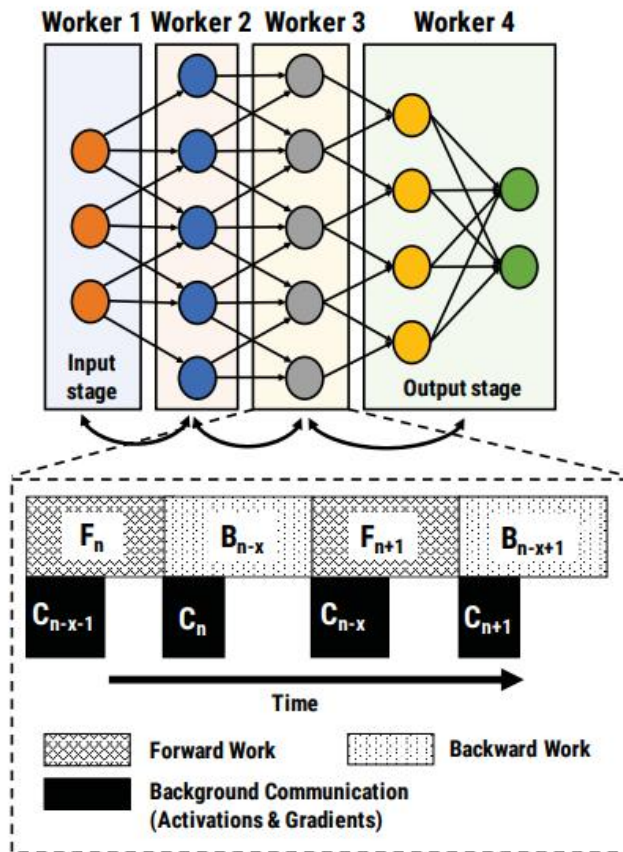 Worker 1 Worker 2 Worker 3 Worker 4
Input
stage
Output stage
Fn Bn-x Fn+1 Bn-x+1
Cn-x-1 Cn Cn-x Cn+1
Time
Forward Work Backward Work
Background Communication
(Activations & Gradients)